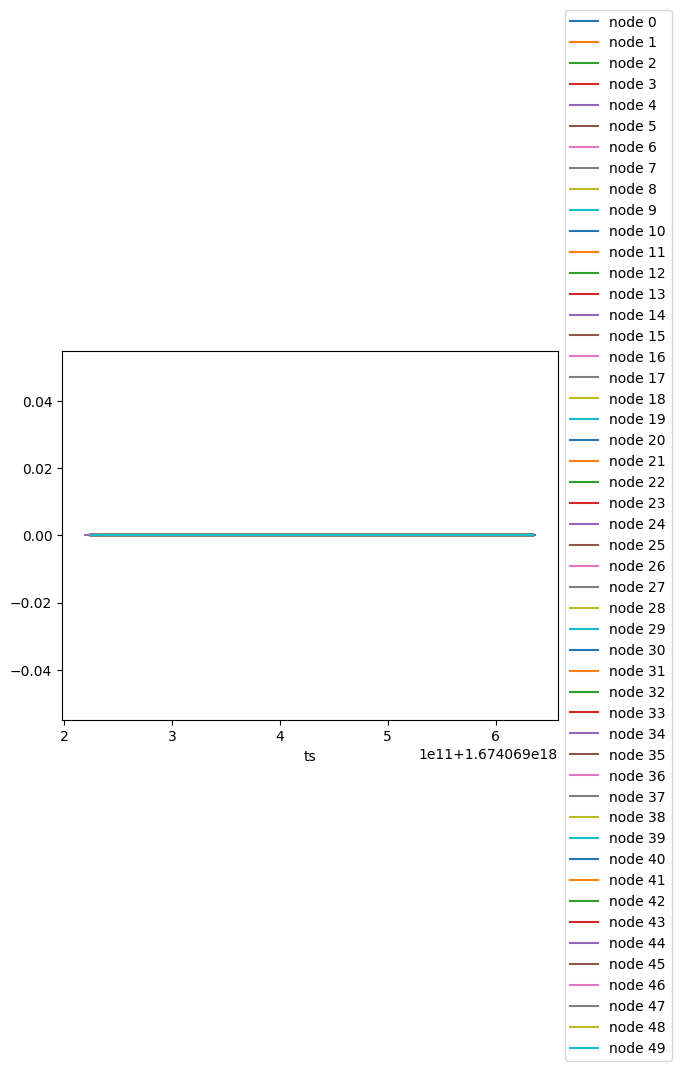 0.04
0.02
0.00
−0.02
−0.04
2 3 4 5 6
ts
1e11+1.674069e18
node 0
node 1
node 2
node 3
node 4
node 5
node 6
node 7
node 8
node 9
node 10
node 11
node 12
node 13
node 14
node 15
node 16
node 17
node 18
node 19
node 20
node 21
node 22
node 23
node 24
node 25
node 26
node 27
node 28
node 29
node 30
node 31
node 32
node 33
node 34
node 35
node 36
node 37
node 38
node 39
node 40
node 41
node 42
node 43
node 44
node 45
node 46
node 47
node 48
node 49